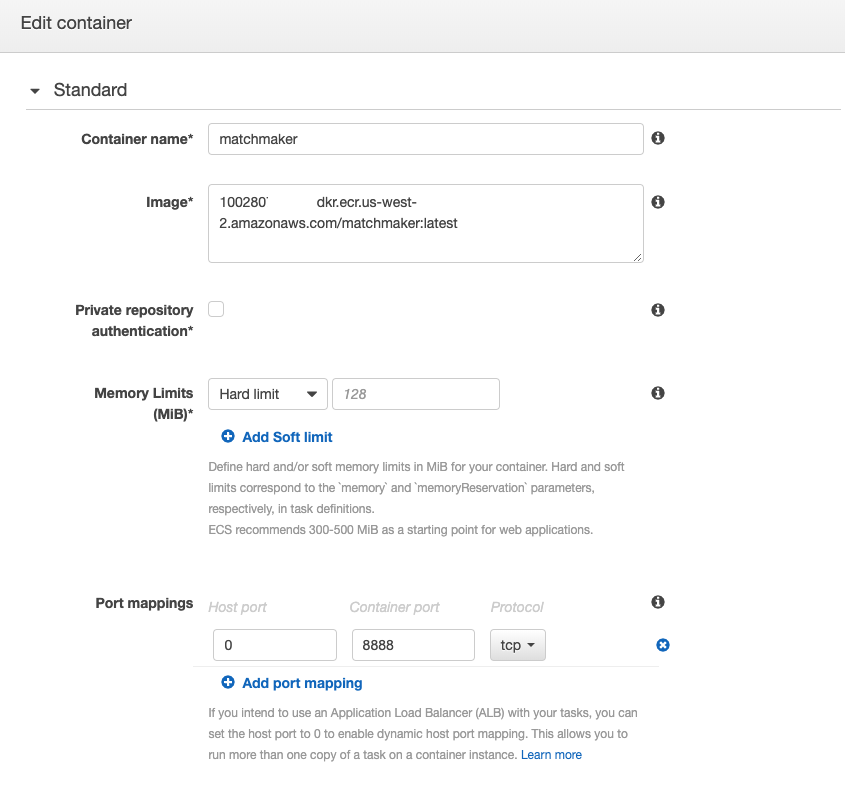 Edit container
Standard
Container name*
matchmaker
Image*
100280 dkr.ecr.us-west-
2.amazonaws.com/matchmaker:latest
Private repository
authentication*
Memory Limits
(MiB)*
Hard limit
128
Add Soft limit
Define hard and/or soft memory limits in MiB for your container. Hard and soft
limits correspond to the `memory` and `memoryReservation` parameters,
respectively, in task definitions.
ECS recommends 300-500 MiB as a starting point for web applications.
Port mappings
Host port Container port Protocol
0 8888 tcp
Add port mapping
If you intend to use an Application Load Balancer (ALB) with your tasks, you can
set the host port to 0 to enable dynamic host port mapping. This allows you to
run more than one copy of a task on a container instance. Learn more